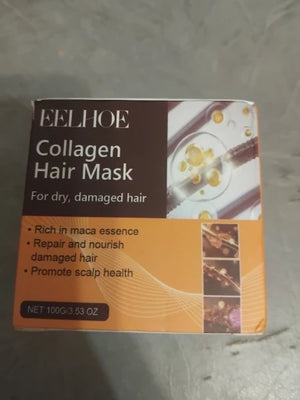 EELHOE
Collagen
Hair Mask
For dry, damaged hair
• Rich in maca essence
• Repair and nourish
damaged hair
• Promote scalp health
NET 100G/3.53 OZ